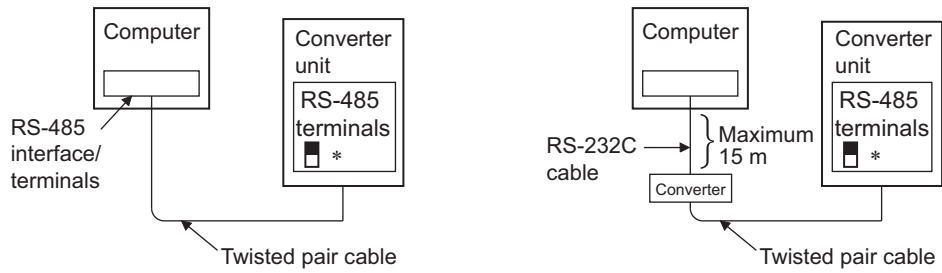 Computer
Converter
unit
RS-485
terminals
*
RS-485
interface/
terminals
Twisted pair cable
Computer
Converter
unit
RS-485
terminals
*
RS-232C
cable
Maximum
15 m
Converter
Twisted pair cable